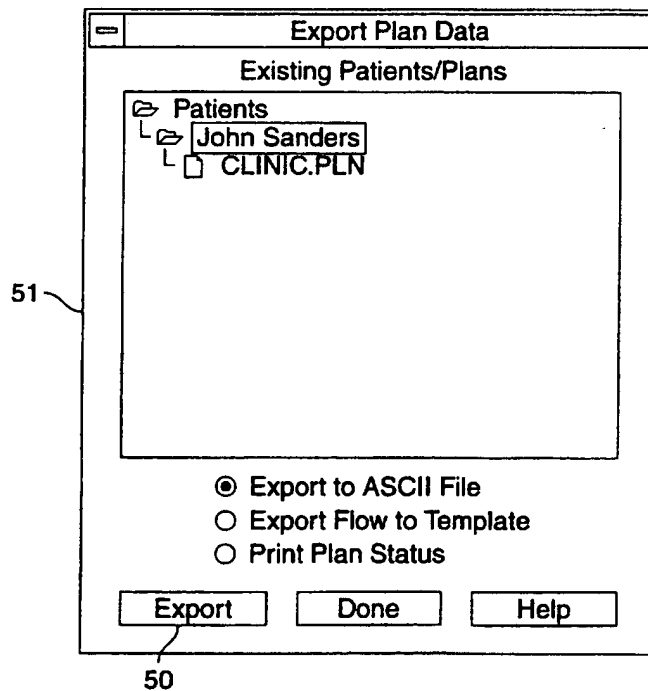 Export Plan Data
Existing Patients/Plans
Patients
John Sanders
CLINIC.PLN
51
Export to ASCII File
Export Flow to Template
Print Plan Status
Export Done Help
50